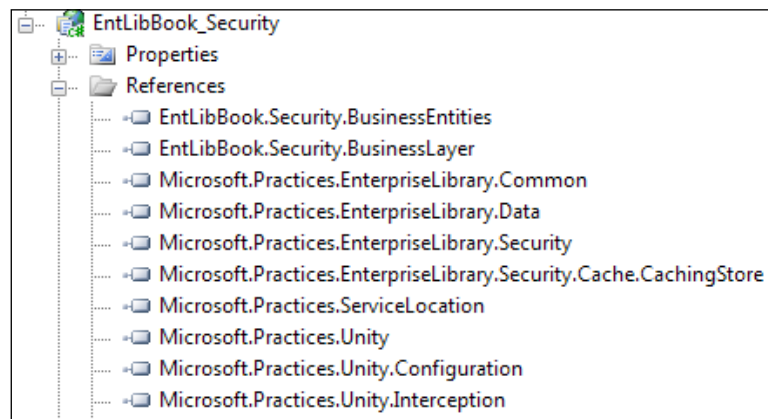 EntLibBook_Security
Properties
References
EntLibBook.Security.BusinessEntities
EntLibBook.Security.BusinessLayer
Microsoft.Practices.EnterpriseLibrary.Common
Microsoft.Practices.EnterpriseLibrary.Data
Microsoft.Practices.EnterpriseLibrary.Security
Microsoft.Practices.EnterpriseLibrary.Security.Cache.CachingStore
Microsoft.Practices.ServiceLocation
Microsoft.Practices.Unity
Microsoft.Practices.Unity.Configuration
Microsoft.Practices.Unity.Interception